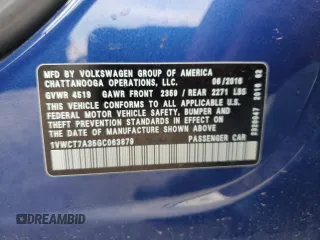 MFD. BY VOLKSWAGEN GROUP OF AMERICA
CHATTANOOGA OPERATIONS, LLC. 06/2016
GVWR 4519 GAWR FRONT 2359 / REAR 2271 LBS
THIS VEHICLE CONFORMS TO ALL APPLICABLE U.S.
FEDERAL MOTOR VEHICLE SAFETY, BUMPER AND
THEFT PREVENTION STANDARDS IN EFFECT ON THE
DATE OF MANUFACTURE SHOWN ABOVE.
1VWCT7A35GC063879 PASSENGER CAR
DREAMBID